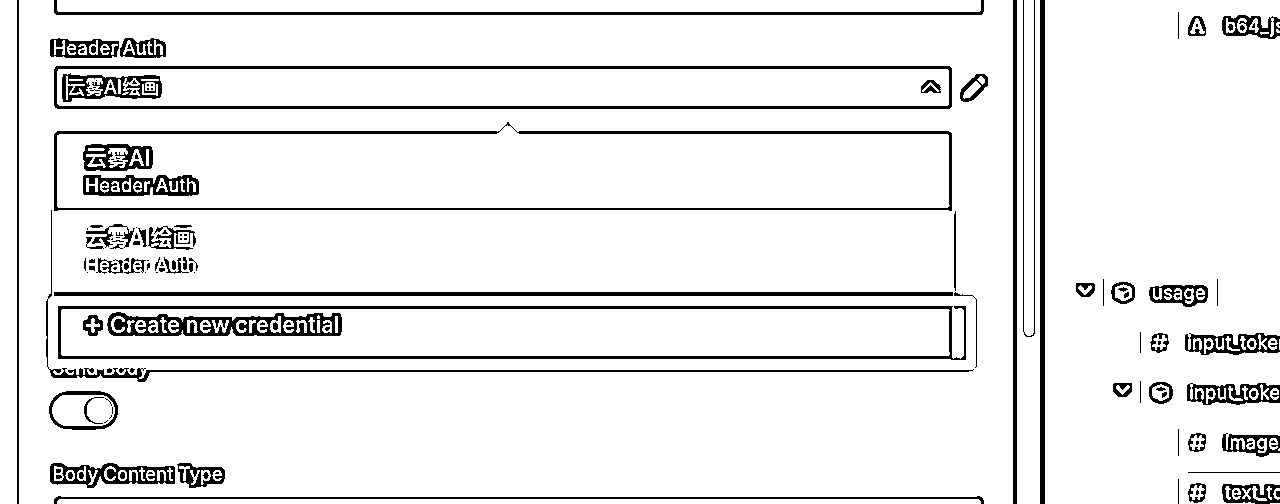 Header Auth
云雾AI绘画
云雾AI
Header Auth
云雾AI绘画
Header Auth
+ Create new credential
Send Body
Body Content Type
A b64_js
usage
# input_toke
input_toke
# image
# text_to